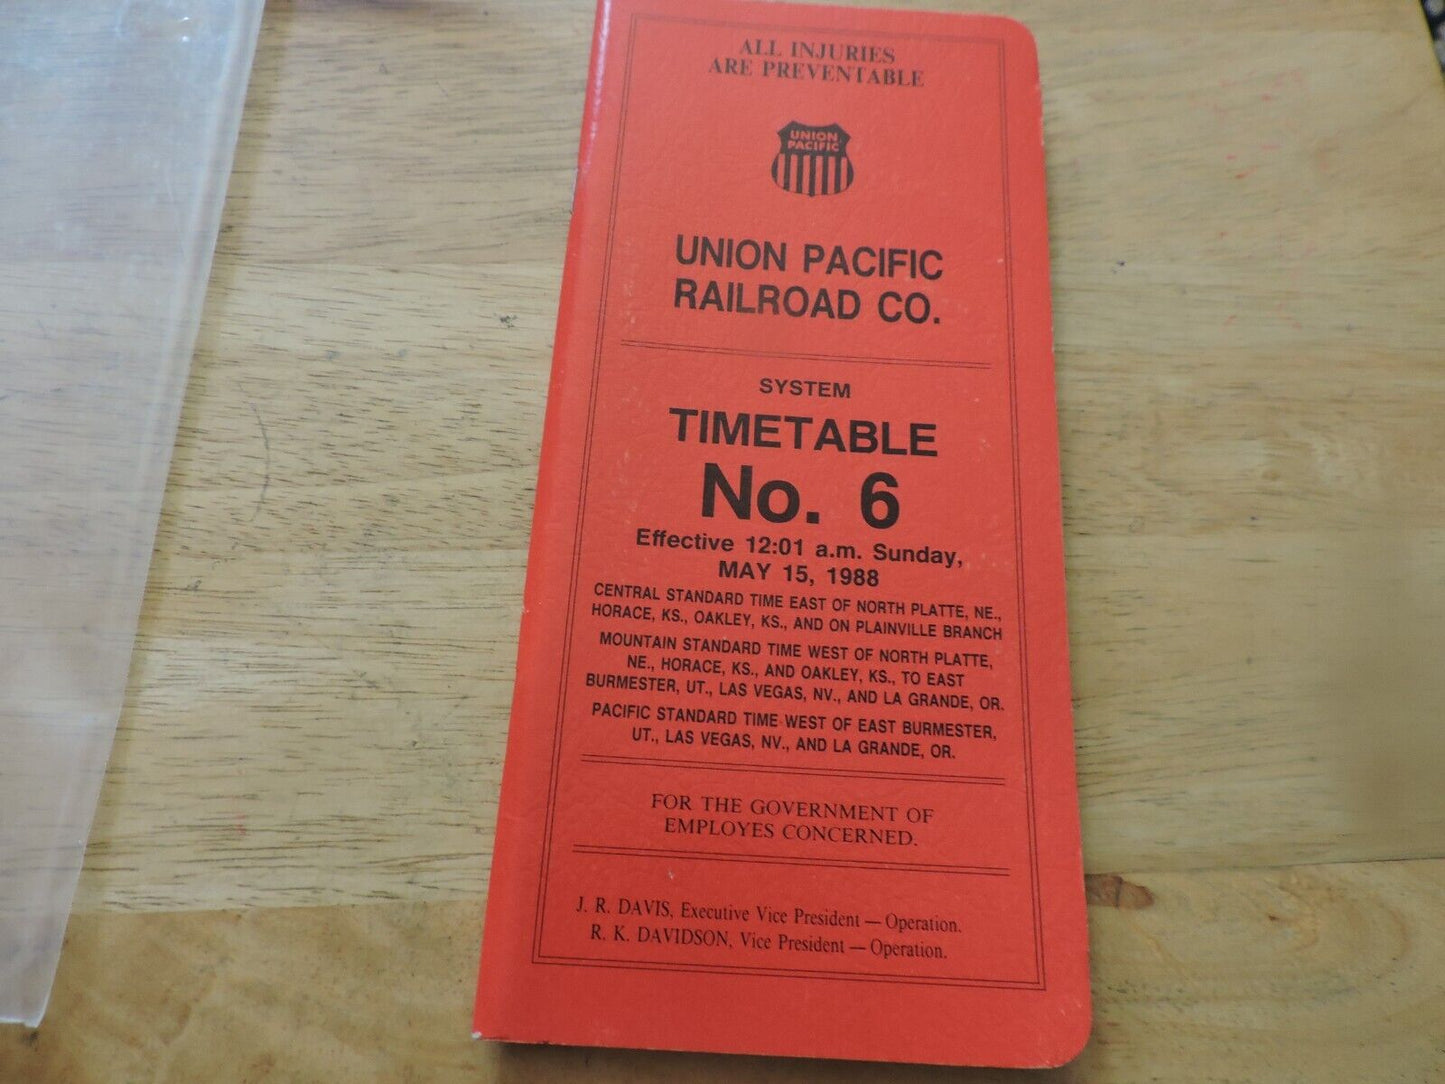 ALL INJURIES
ARE PREVENTABLE
UNION
PACIFIC
UNION PACIFIC
RAILROAD CO.
SYSTEM
TIMETABLE
No. 6
Effective 12:01 a.m. Sunday,
MAY 15, 1988
CENTRAL STANDARD TIME EAST OF NORTH PLATTE, NE.,
HORACE, KS., OAKLEY, KS., AND ON PLAINVILLE BRANCH
MOUNTAIN STANDARD TIME WEST OF NORTH PLATTE,
NE., HORACE, KS., AND OAKLEY, KS., TO EAST
BURMESTER, UT., LAS VEGAS, NV., AND LA GRANDE, OR.
PACIFIC STANDARD TIME WEST OF EAST BURMESTER,
UT., LAS VEGAS, NV., AND LA GRANDE, OR.
FOR THE GOVERNMENT OF
EMPLOYES CONCERNED.
J. R. DAVIS, Executive Vice President — Operation.
R. K. DAVIDSON, Vice President — Operation.